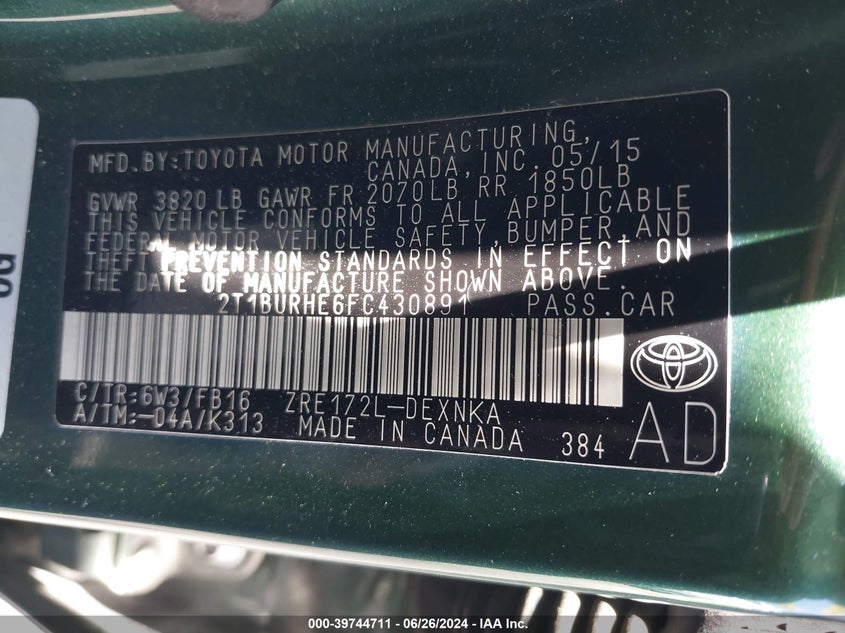 MFD.BY:TOYOTA MOTOR MANUFACTURING,
CANADA,INC. 05/15
GVWR 3820 LB GAWR FR 2070LB RR 1850LB
THIS VEHICLE CONFORMS TO ALL APPLICABLE
FEDERAL MOTOR VEHICLE SAFETY,BUMPER,AND
THEFT PREVENTION STANDARDS IN EFFECT ON
THE DATE OF MANUFACTURE SHOWN ABOVE.
2T1BURHE6FC430891 PASS.CAR
C/TR:6W3/FB16 ZRE172L-DEXNKA
A/TM:-04A/K313 MADE IN CANADA 384
AD
000-39744711 - 06/26/2024 - IAA Inc.